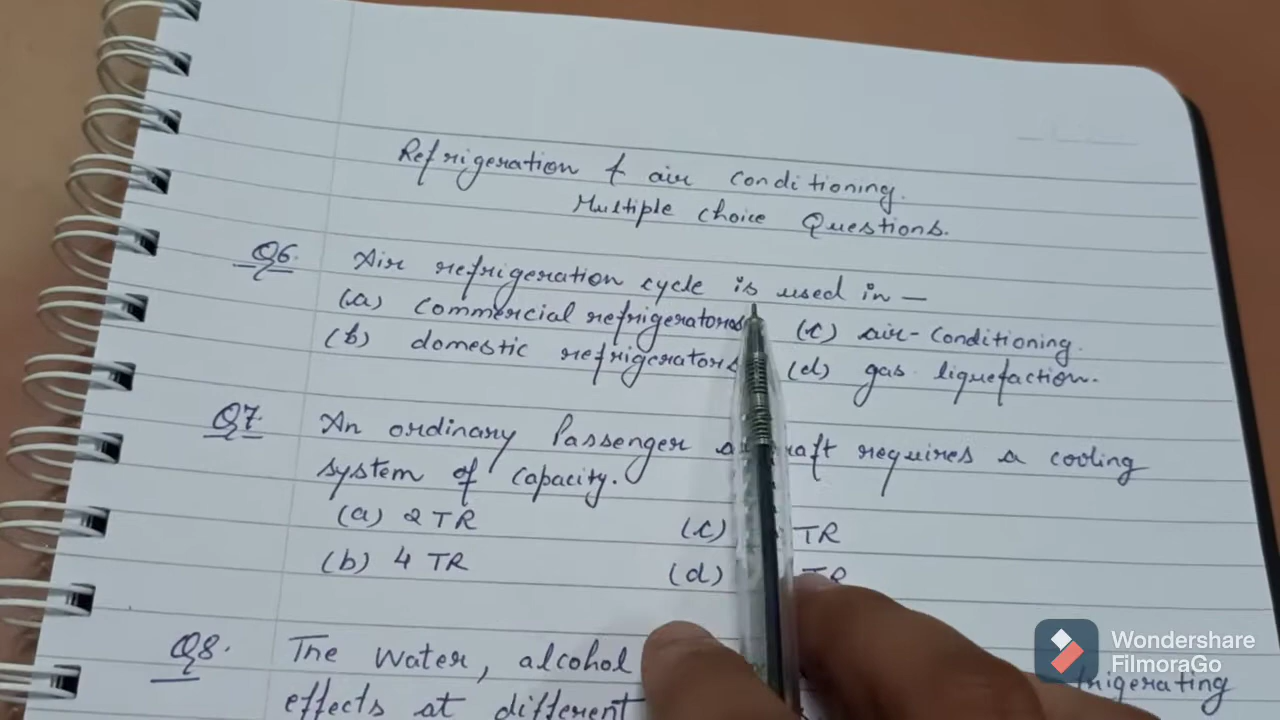 Refrigeration & air conditioning.
Multiple choice Questions.
Q6. Air refrigeration cycle is used in —
(a) commercial refrigerators (c) air-conditioning.
(b) domestic refrigerators (d) gas liquefaction.
Q7. An ordinary Passenger requires a cooling
system of capacity.
(a) 2 TR (c) TR
(b) 4 TR (d) TR
Q8. The water, alcohol
effects at different
Wondershare
FilmoraGo